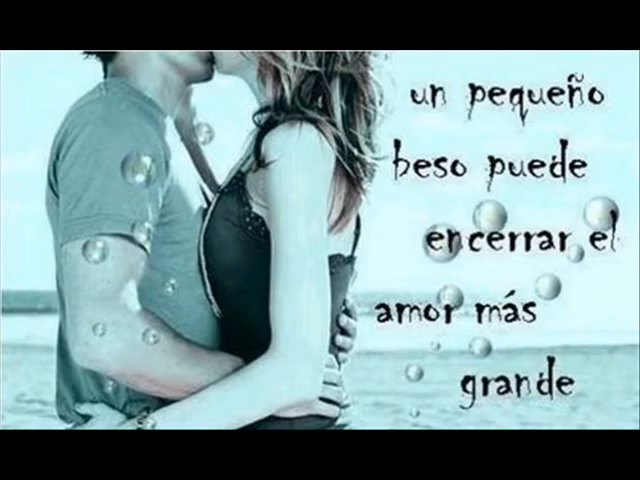 un pequeño
beso puede
encerrar el
amor más
grande